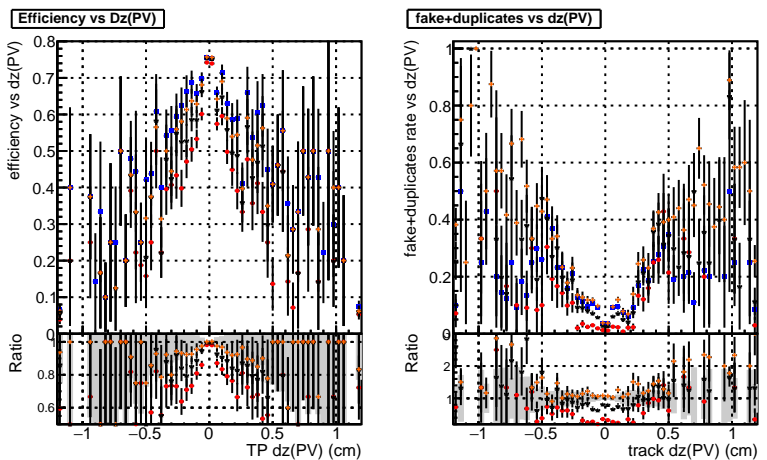 Efficiency vs Dz(PV)
efficiency vs dz(PV)
0.8
0.7
0.6
0.5
0.4
0.3
0.2
0.1
0
Ratio
1
0.8
0.6
−1 −0.5 0 0.5 1
TP dz(PV) (cm)
fake+duplicates vs dz(PV)
fake+duplicates rate vs dz(PV)
1
0.8
0.6
0.4
0.2
0
Ratio
2
1
−1 −0.5 0 0.5 1
track dz(PV) (cm)